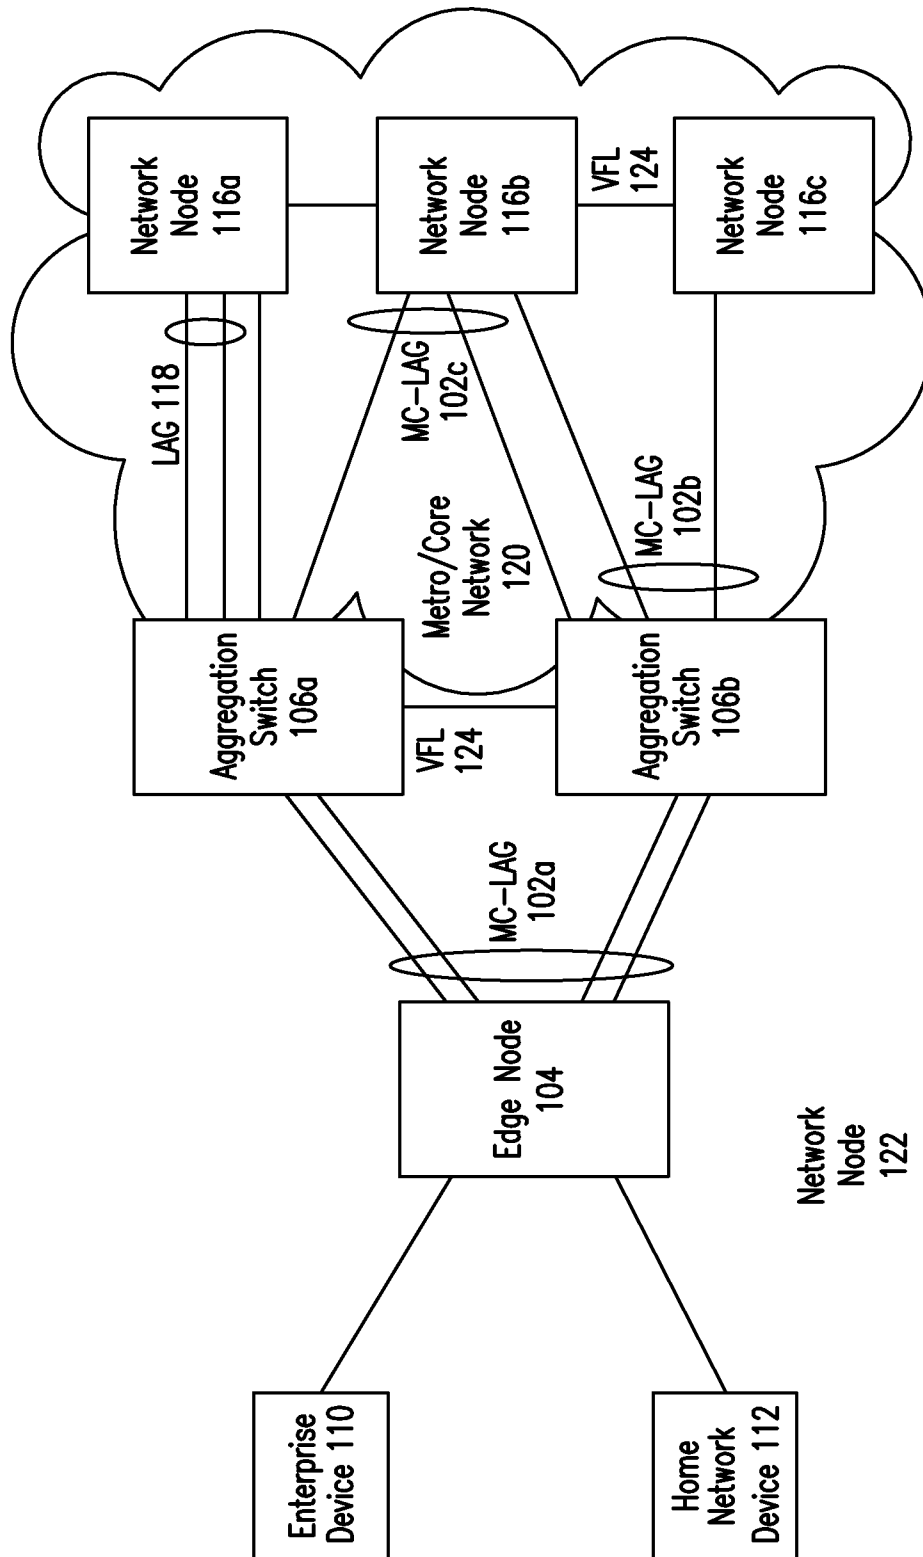 Network
Node
116a
Network
Node
116b
VFL
124
Network
Node
116c
LAG 118
MC-LAG
102c
MC-LAG
102b
Metro/Core
Network
120
Aggregation
Switch
106a
VFL
124
Aggregation
Switch
106b
MC-LAG
102a
Edge Node
104
Network
Node
122
Enterprise
Device 110
Home
Network
Device 112